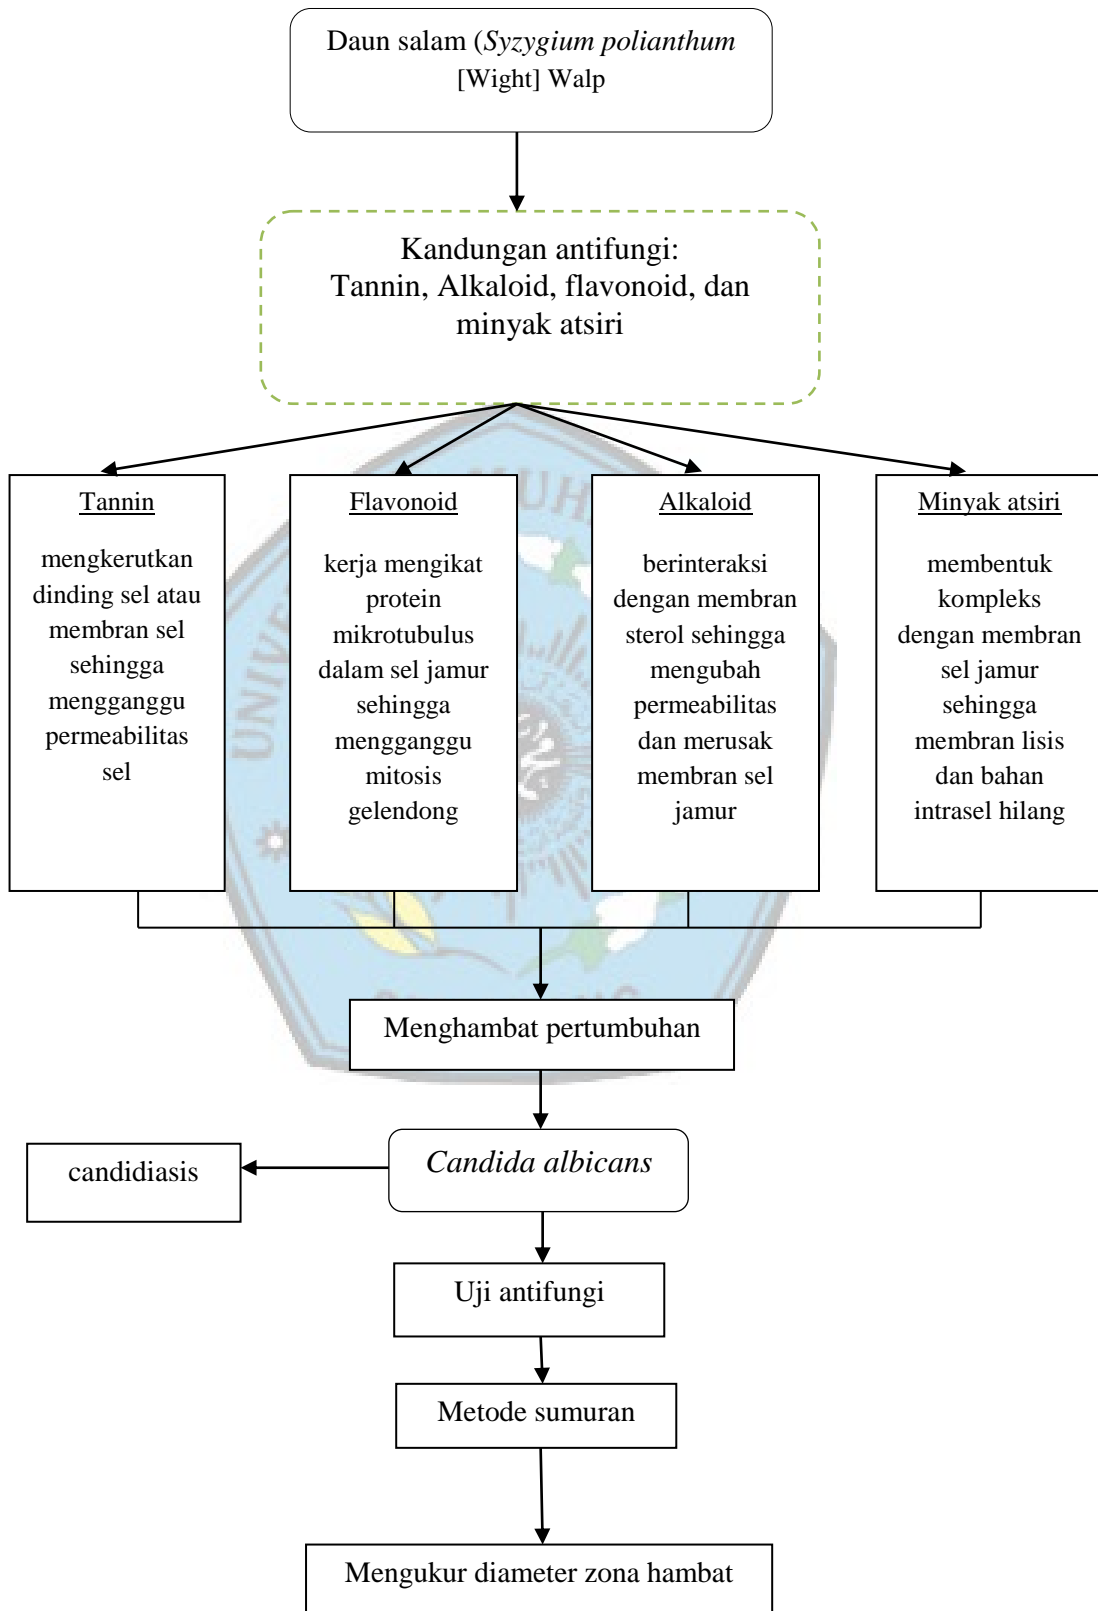 Daun salam (Syzygium polianthum
[Wight] Walp
Kandungan antifungi:
Tannin, Alkaloid, flavonoid, dan
minyak atsiri
Tannin
mengkerutkan
dinding sel atau
membran sel
sehingga
mengganggu
permeabilitas
sel
Flavonoid
kerja mengikat
protein
mikrotubulus
dalam sel jamur
sehingga
mengganggu
mitosis
gelendong
Alkaloid
berinteraksi
dengan membran
sterol sehingga
mengubah
permeabilitas
dan merusak
membran sel
jamur
Minyak atsiri
membentuk
kompleks
dengan membran
sel jamur
sehingga
membran lisis
dan bahan
intrasel hilang
Menghambat pertumbuhan
candidiasis
Candida albicans
Uji antifungi
Metode sumuran
Mengukur diameter zona hambat